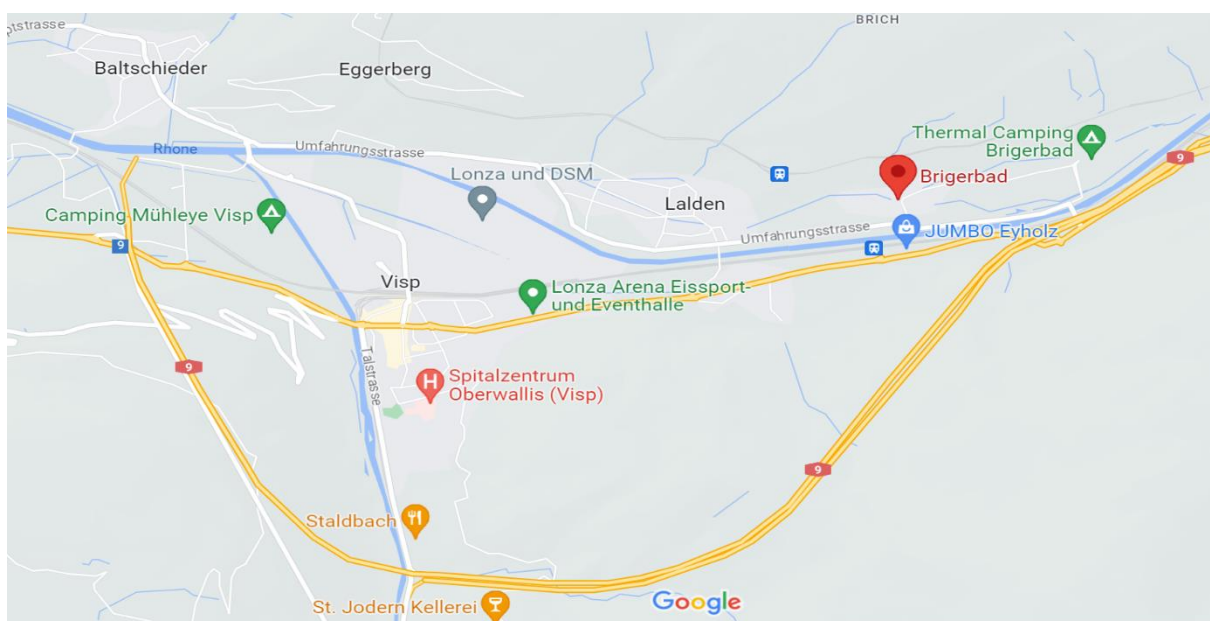 ptstrasse
BRICH
Baltschieder
Eggerberg
Rhone
Umfahrungsstrasse
Thermal Camping
Brigerbad
9
Lonza und DSM
Brigerbad
Lalden
Camping Mühleye Visp
Umfahrungsstrasse
JUMBO Eyholz
9
Visp
Lonza Arena Eissport-
und Eventhalle
Talstrasse
9
H
Spitalzentrum
Oberwallis (Visp)
9
Staldbach
St. Jodern Kellerei
Google